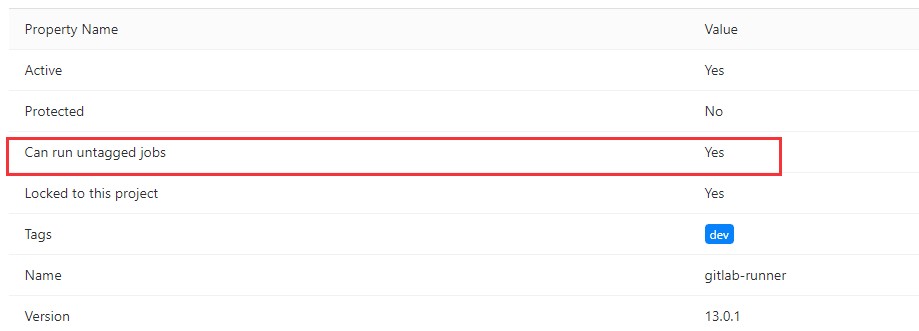 Property Name Value
Active Yes
Protected No
Can run untagged jobs Yes
Locked to this project Yes
Tags dev
Name gitlab-runner
Version 13.0.1